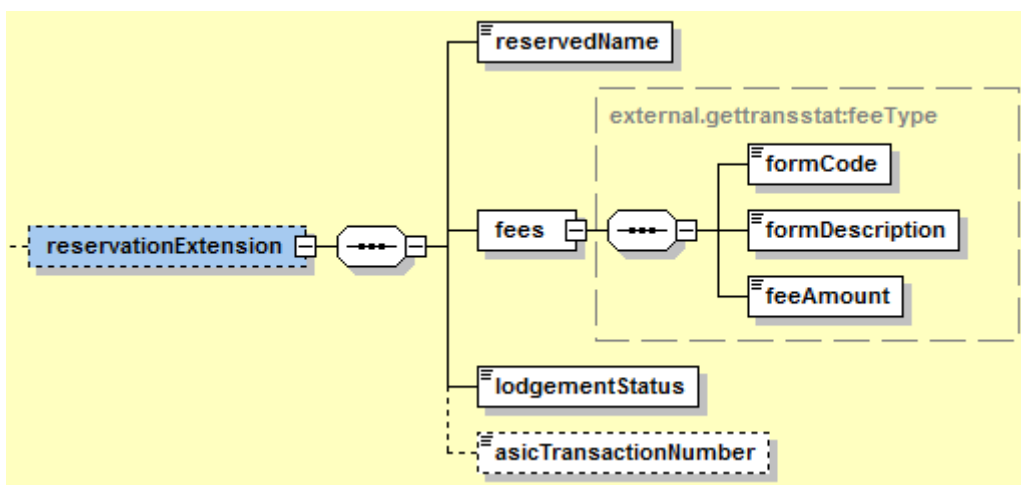 reservedName
external.gettransstat:feeType
formCode
reservationExtension
fees
formDescription
feeAmount
lodgementStatus
asicTransactionNumber